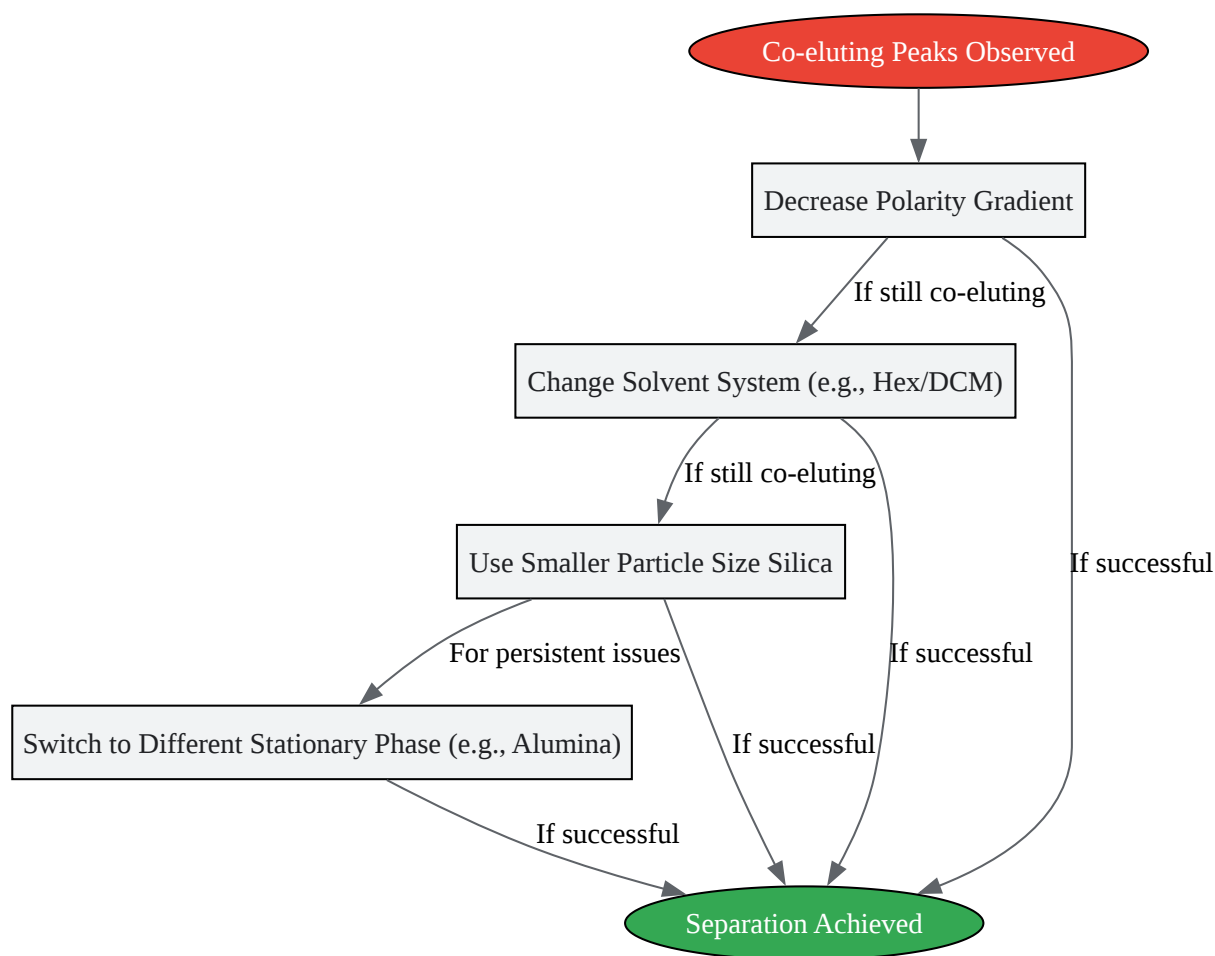 Co-eluting Peaks Observed
Decrease Polarity Gradient
If still co-eluting
Change Solvent System (e.g., Hex/DCM)
If still co-eluting
Use Smaller Particle Size Silica
If successful
For persistent issues
If successful
Switch to Different Stationary Phase (e.g., Alumina)
If successful
If successful
Separation Achieved